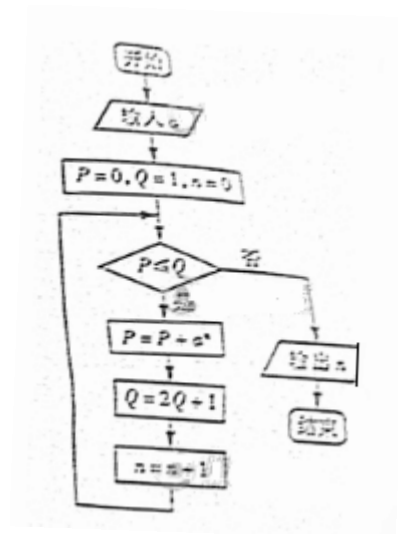 开始
输入a
P=0,Q=1,n=0
P≤Q
否
是
P=P+aⁿ
Q=2Q+1
输出n
n=n+1
结束